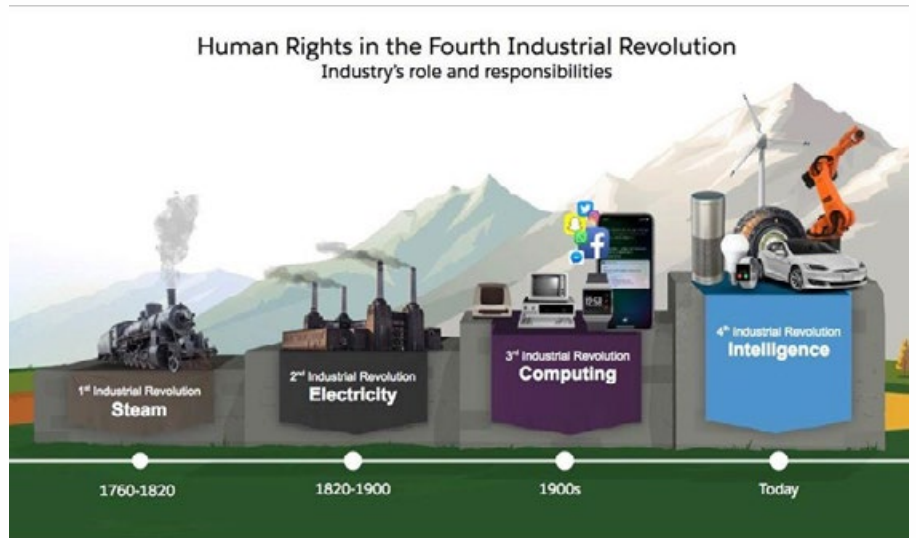 Human Rights in the Fourth Industrial Revolution
Industry's role and responsibilities
1st Industrial Revolution
Steam
2nd Industrial Revolution
Electricity
3rd Industrial Revolution
Computing
4th Industrial Revolution
Intelligence
1760-1820
1820-1900
1900s
Today